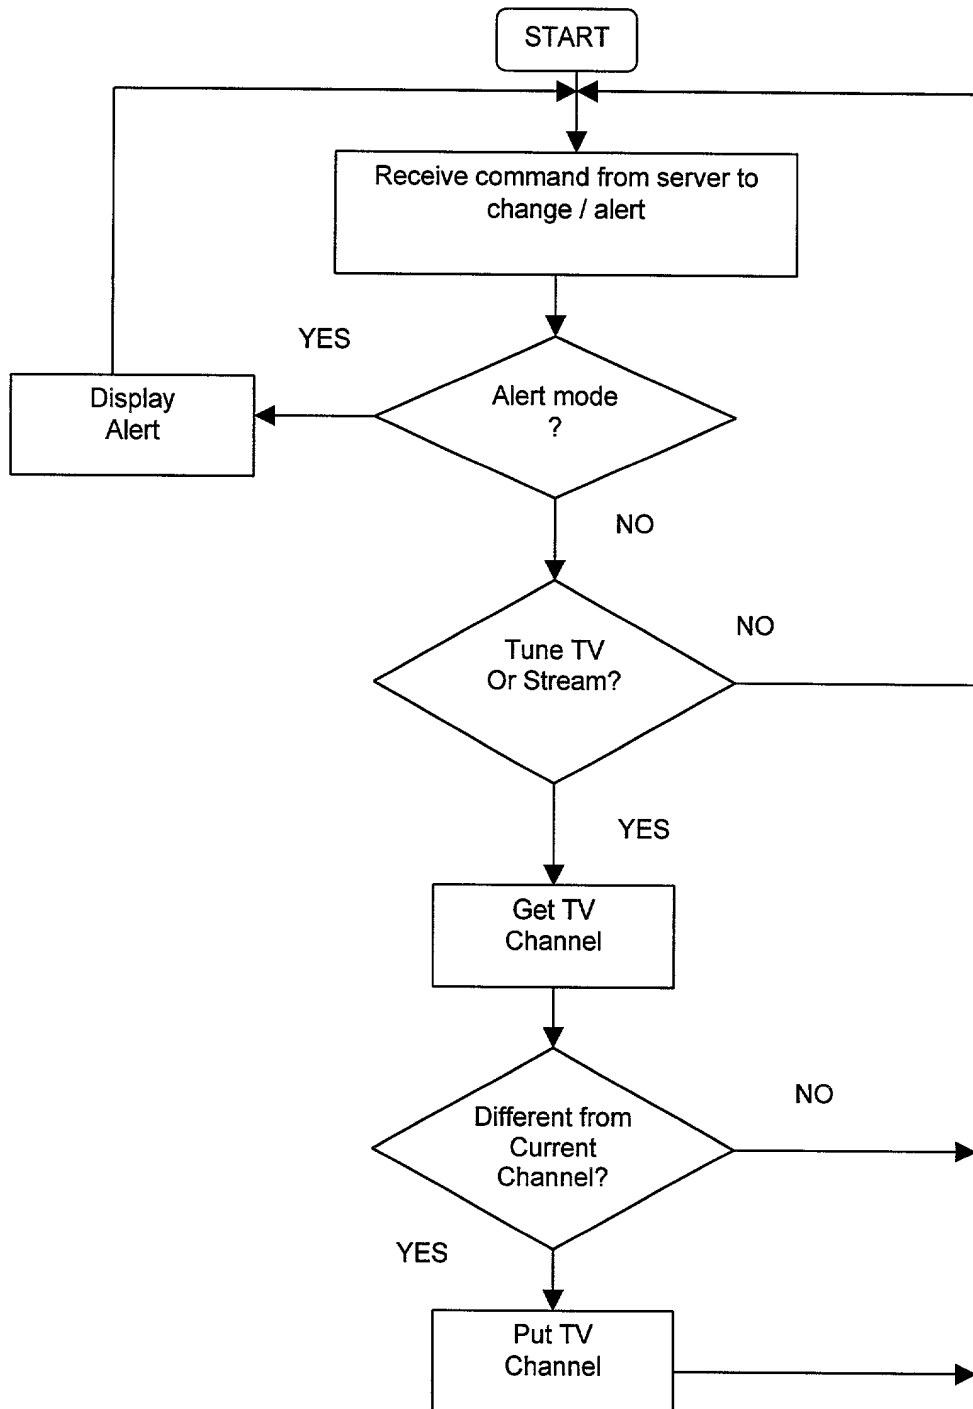 START
Receive command from server to
change / alert
YES
Display
Alert
Alert mode
?
NO
Tune TV
Or Stream?
NO
YES
Get TV
Channel
Different from
Current
Channel?
NO
YES
Put TV
Channel